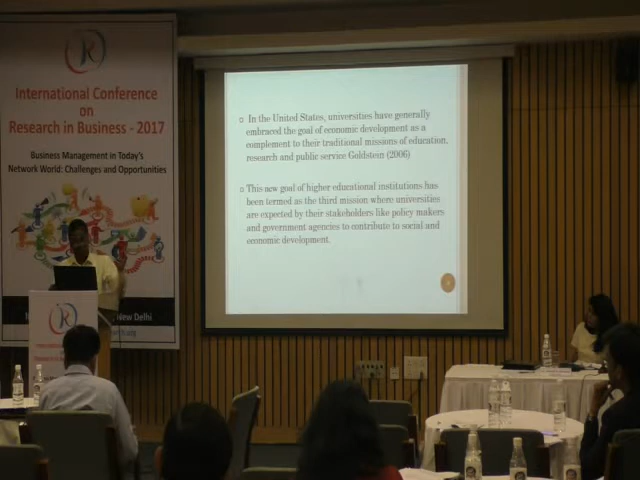 International Conference
on
Research in Business - 2017
Business Management in Today's
Network World: Challenges and Opportunities
New Delhi
In the United States, universities have generally
embraced the goal of economic development as a
complement to their traditional missions of education,
research and public service Goldstein (2006)
This new goal of higher educational institutions has
been termed as the third mission where universities
are expected by their stakeholders like policy makers
and government agencies to contribute to social and
economic development.